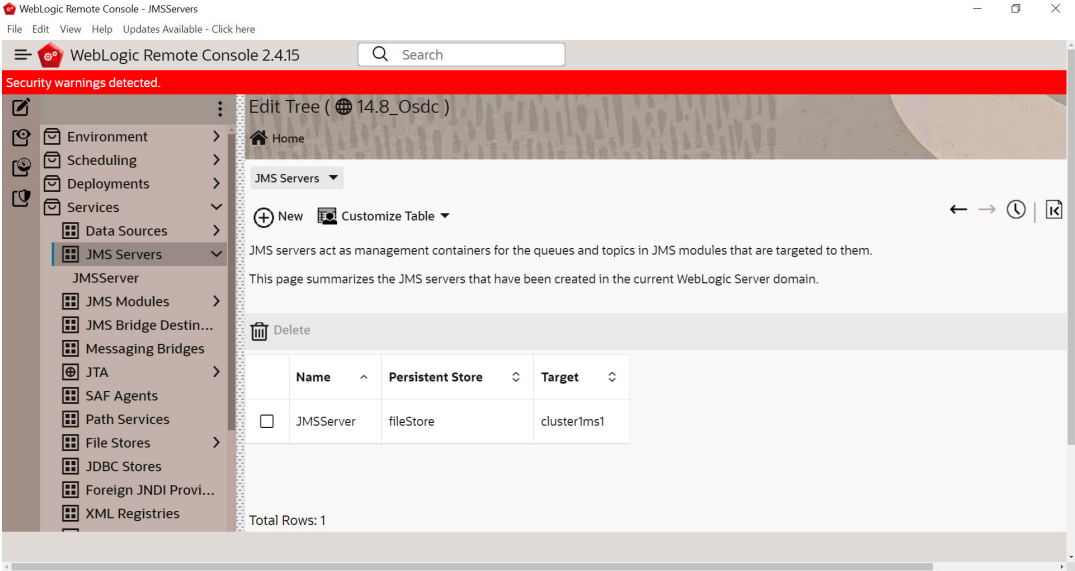 WebLogic Remote Console - JMSServers
File Edit View Help Updates Available - Click here
WebLogic Remote Console 2.4.15
Search
Security warnings detected.
Edit Tree ( 14.8_Osdc )
Home
Environment
Scheduling
Deployments
Services
Data Sources
JMS Servers
JMSServer
JMS Modules
JMS Bridge Destin...
Messaging Bridges
JTA
SAF Agents
Path Services
File Stores
JDBC Stores
Foreign JNDI Provi...
XML Registries
JMS Servers
New Customize Table
JMS servers act as management containers for the queues and topics in JMS modules that are targeted to them.
This page summarizes the JMS servers that have been created in the current WebLogic Server domain.
Delete
Name Persistent Store Target
JMSServer fileStore cluster1ms1
Total Rows: 1